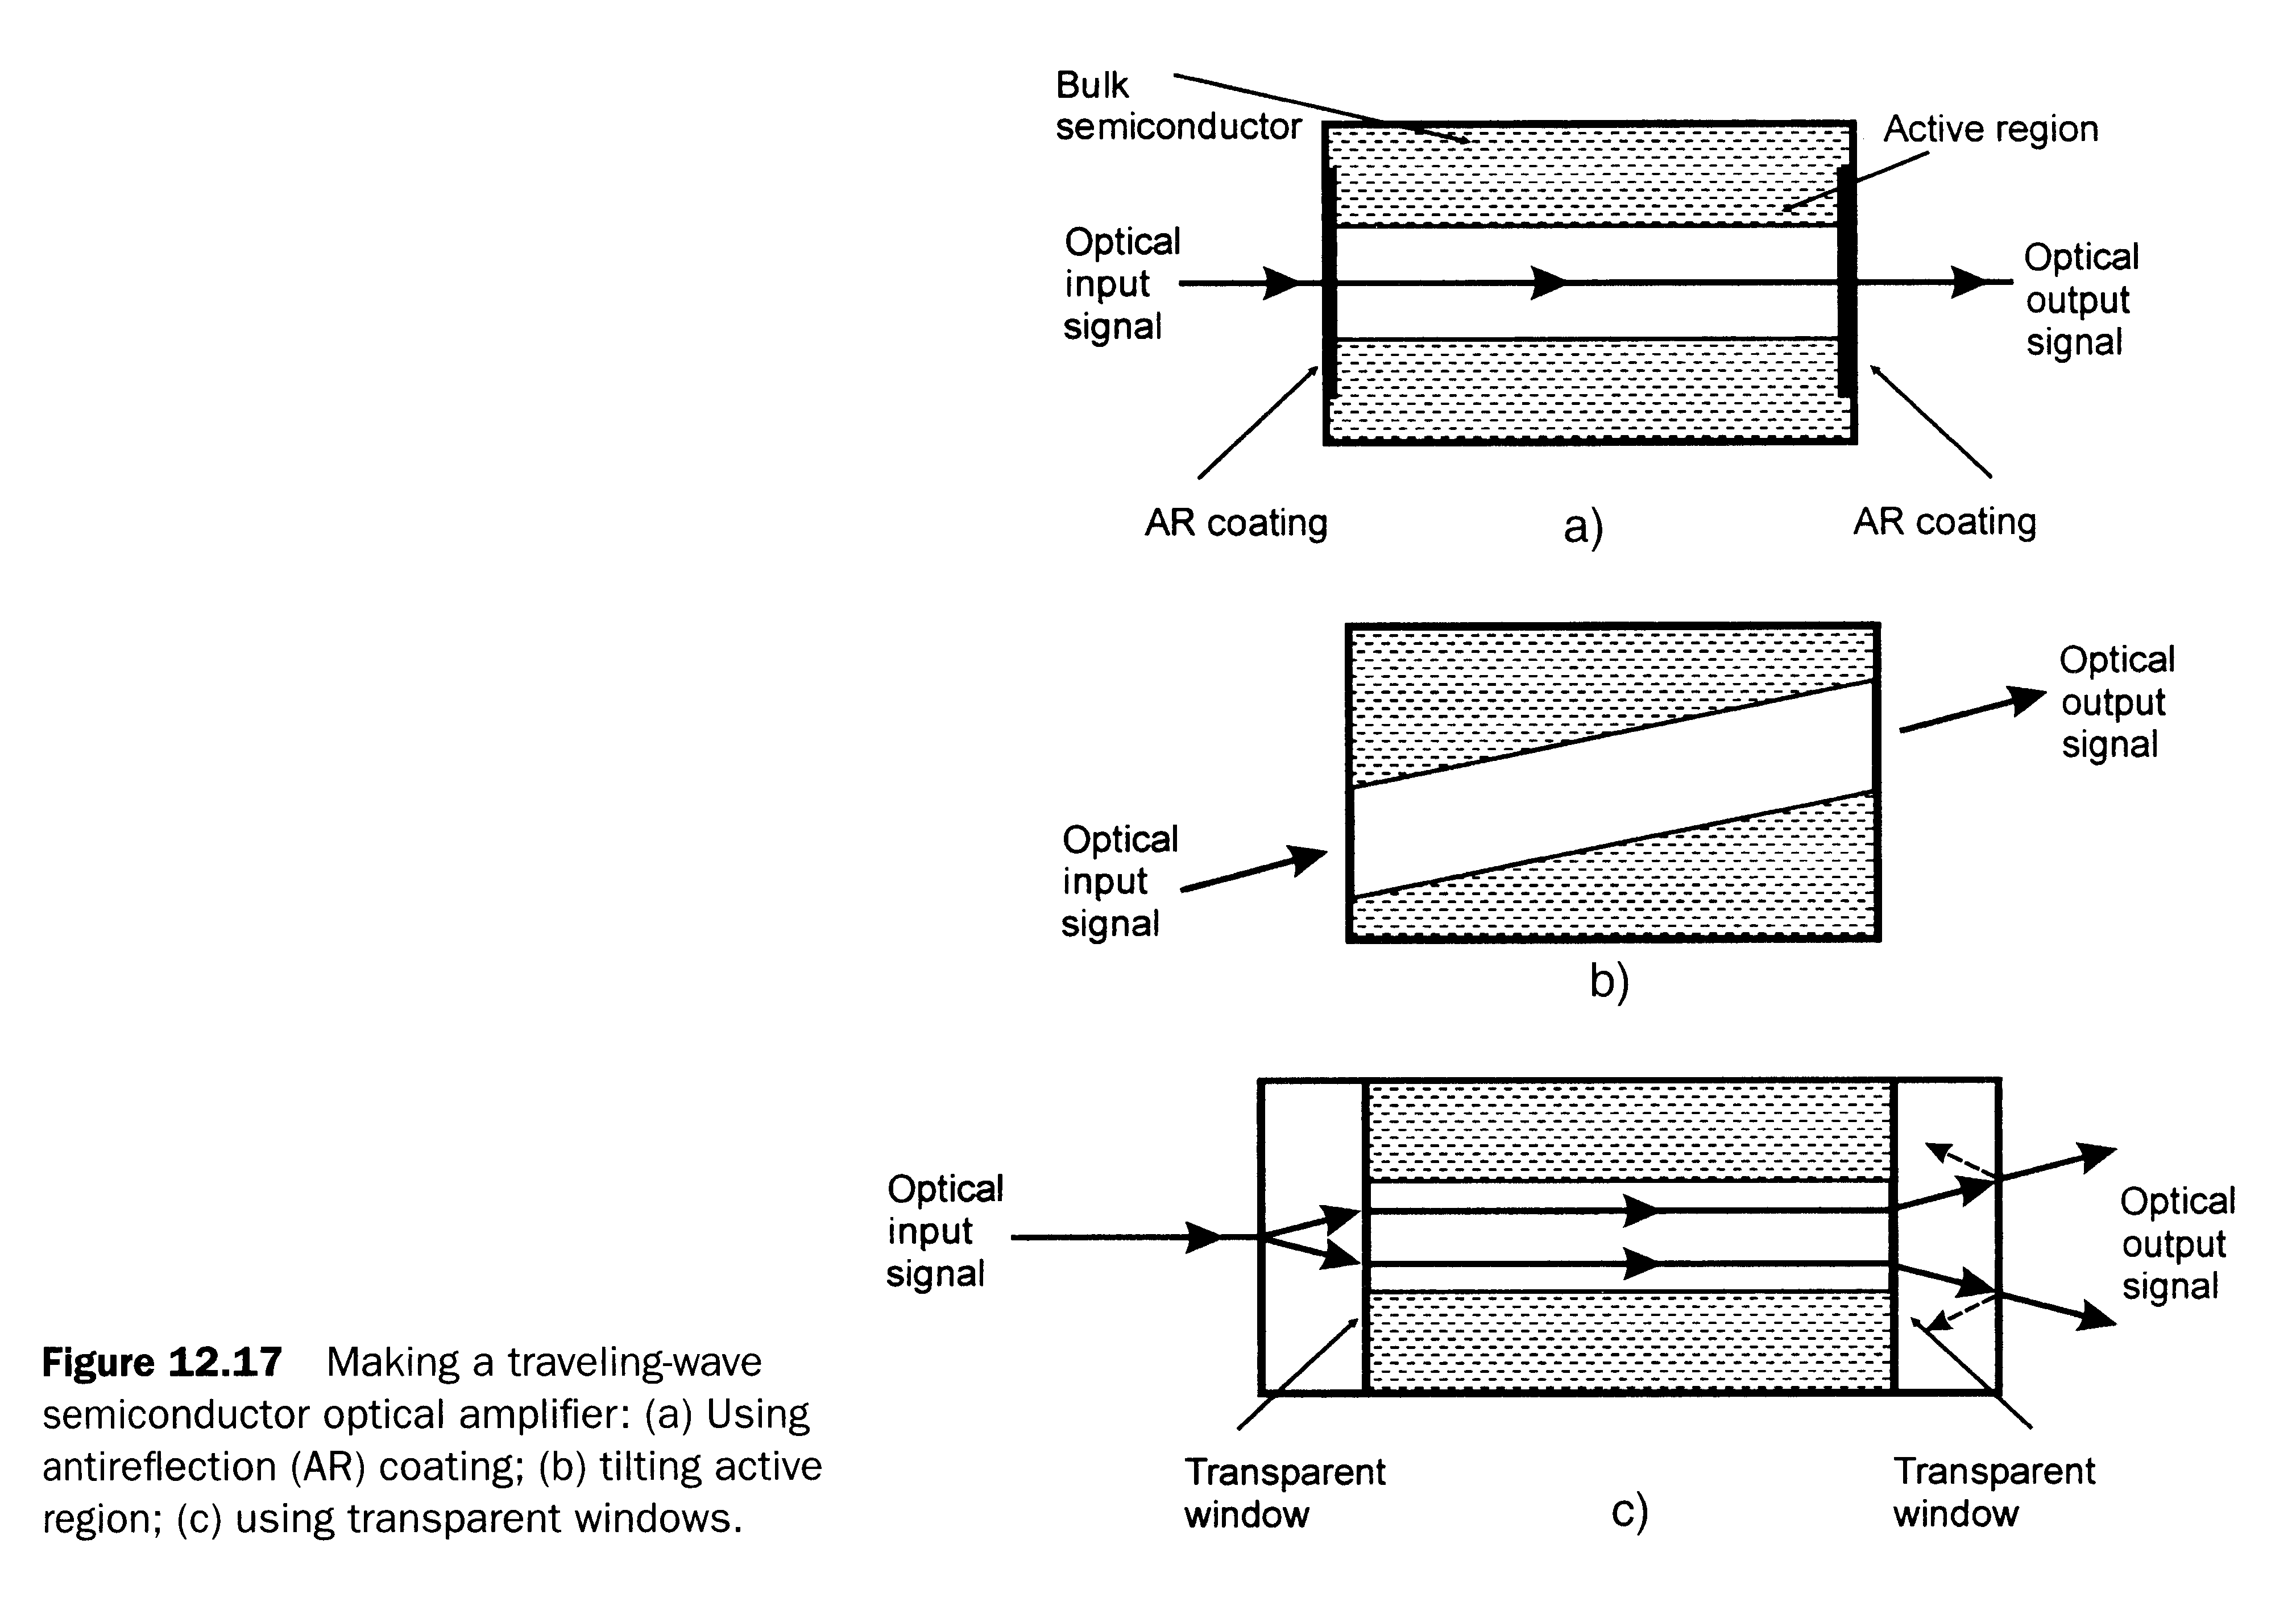 Bulk
semiconductor
Active region
Optical
input
signal
Optical
output
signal
AR coating
a)
AR coating
Optical
output
signal
Optical
input
signal
b)
Optical
input
signal
Optical
output
signal
Transparent
window
c)
Transparent
window
Figure 12.17 Making a traveling-wave
semiconductor optical amplifier: (a) Using
antireflection (AR) coating; (b) tilting active
region; (c) using transparent windows.